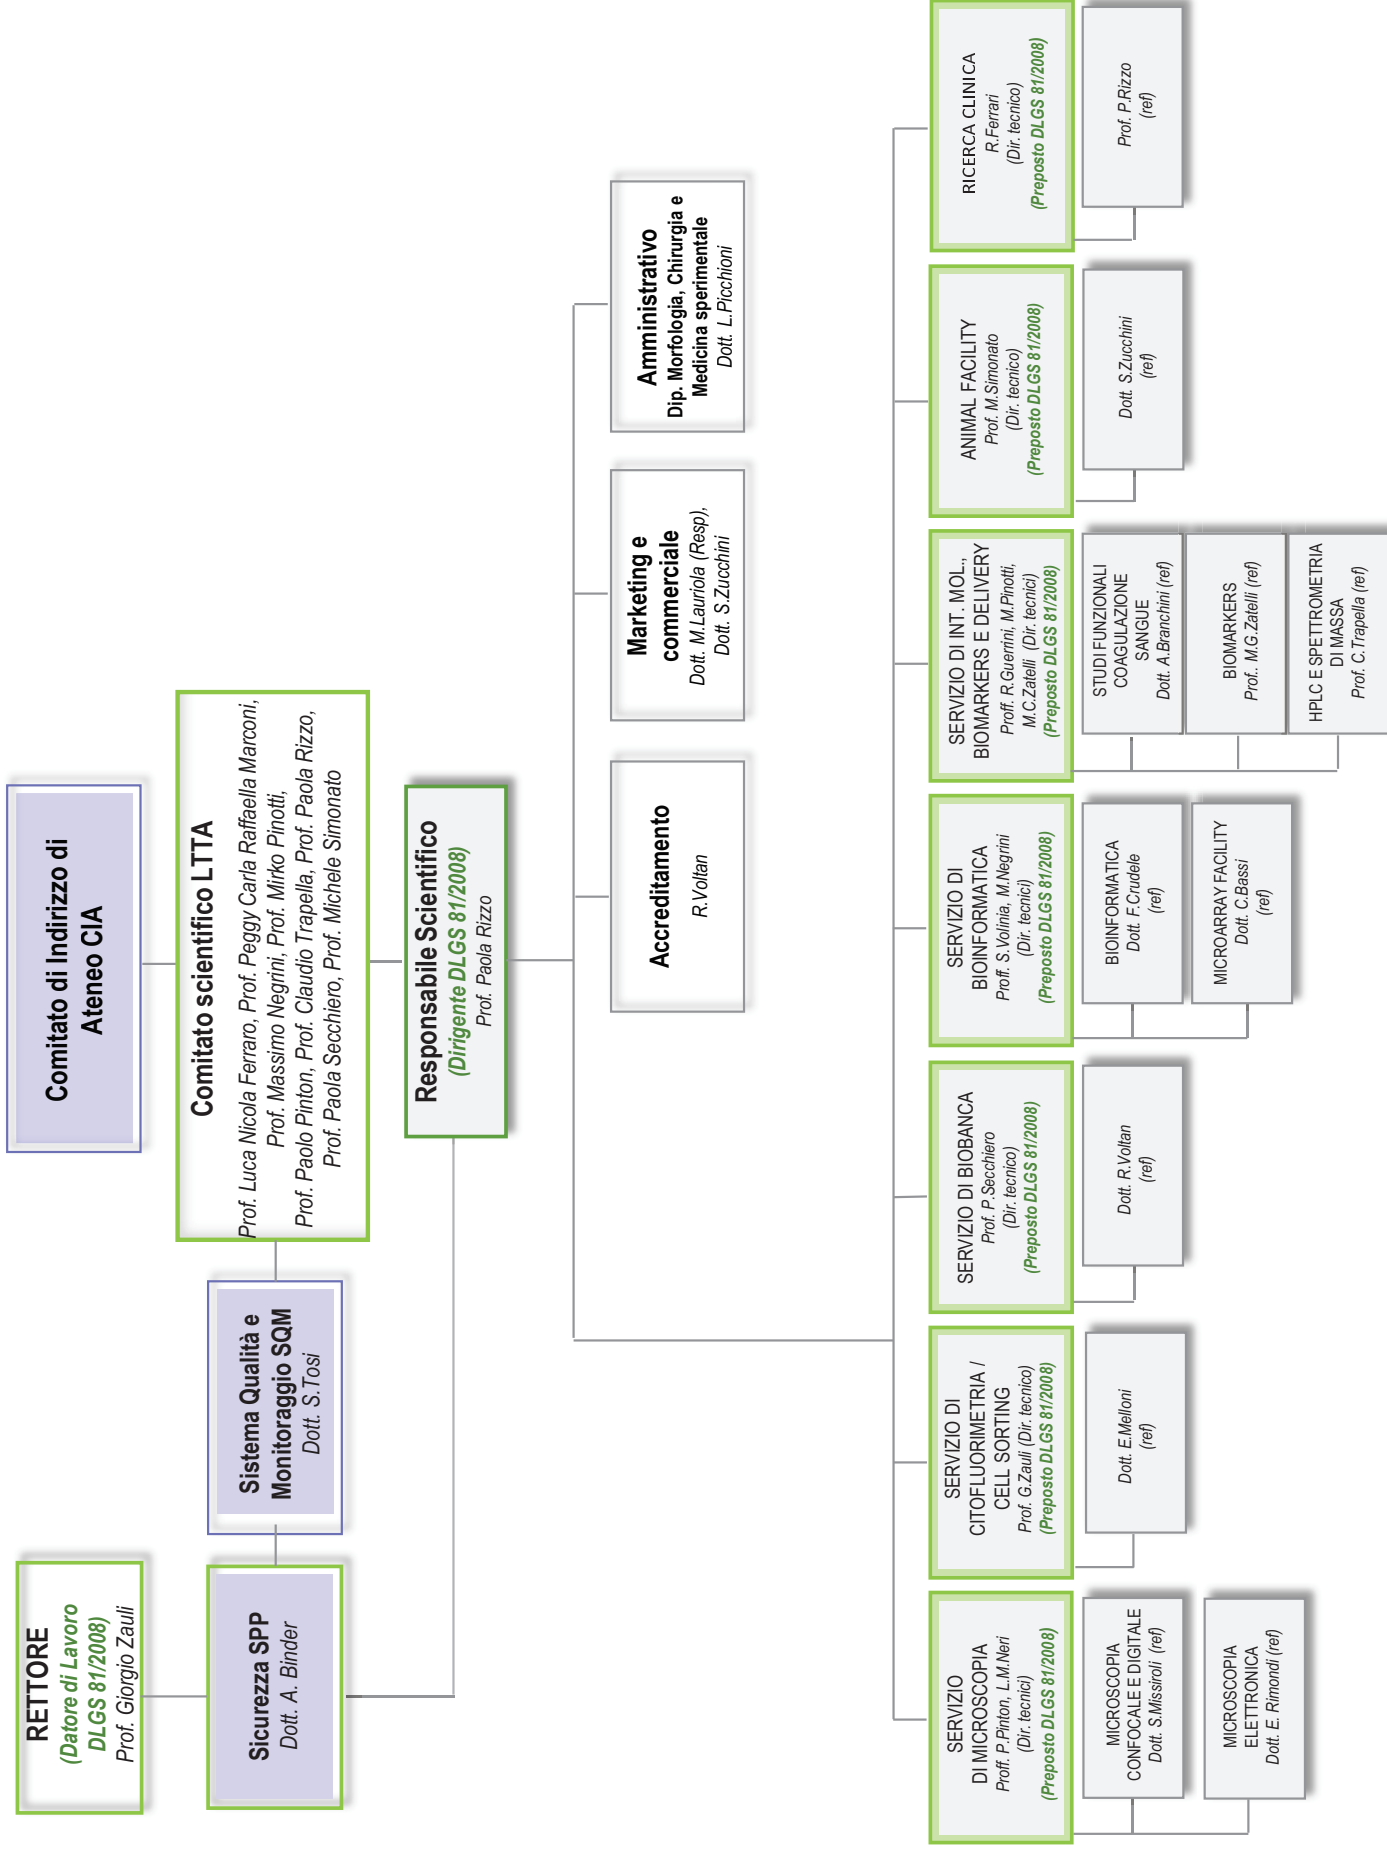 RETTORE
(Datore di Lavoro
DLGS 81/2008)
Prof. Giorgio Zauli
Comitato di Indirizzo di
Ateneo CIA
Sicurezza SPP
Dott. A. Binder
Sistema Qualità e
Monitoraggio SQM
Dott. S.Tosi
Comitato scientifico LTTA
Prof. Luca Nicola Ferraro, Prof. Peggy Carla Raffaella Marconi,
Prof. Massimo Negrini, Prof. Mirko Pinotti,
Prof. Paolo Pinton, Prof. Claudio Trapella, Prof. Paola Rizzo,
Prof. Paola Secchiero, Prof. Michele Simonato
Responsabile Scientifico
(Dirigente DLGS 81/2008)
Prof. Paola Rizzo
Accreditamento
R.Voltan
Marketing e
commerciale
Dott. M.Lauriola (Resp),
Dott. S.Zucchini
Amministrativo
Dip. Morfologia, Chirurgia e
Medicina sperimentale
Dott. L.Picchioni
SERVIZIO
DI MICROSCOPIA
Proff. P.Pinton, L.M.Neri
(Dir. tecnici)
(Preposto DLGS 81/2008)
MICROSCOPIA
CONFOCALE E DIGITALE
Dott. S.Missiroli (ref)
MICROSCOPIA
ELETTRONICA
Dott. E. Rimondi (ref)
SERVIZIO DI
CITOFLUORIMETRIA /
CELL SORTING
Prof. G.Zauli (Dir. tecnico)
(Preposto DLGS 81/2008)
Dott. E.Melloni
(ref)
SERVIZIO DI BIOBANCA
Prof. P.Secchiero
(Dir. tecnico)
(Preposto DLGS 81/2008)
Dott. R.Voltan
(ref)
SERVIZIO DI
BIOINFORMATICA
Proff. S.Volinia, M.Negrini
(Dir. tecnici)
(Preposto DLGS 81/2008)
BIOINFORMATICA
Dott. F.Crudele
(ref)
MICROARRAY FACILITY
Dott. C.Bassi
(ref)
SERVIZIO DI INT. MOL.,
BIOMARKERS E DELIVERY
Proff. R.Guerrini, M.Pinotti,
M.C.Zatelli (Dir. tecnici)
(Preposto DLGS 81/2008)
STUDI FUNZIONALI
COAGULAZIONE
SANGUE
Dott. A.Branchini (ref)
BIOMARKERS
Prof. M.G.Zatelli (ref)
HPLC E SPETTROMETRIA
DI MASSA
Prof. C.Trapella (ref)
ANIMAL FACILITY
Prof. M.Simonato
(Dir. tecnico)
(Preposto DLGS 81/2008)
Dott. S.Zucchini
(ref)
RICERCA CLINICA
R.Ferrari
(Dir. tecnico)
(Preposto DLGS 81/2008)
Prof. P.Rizzo
(ref)